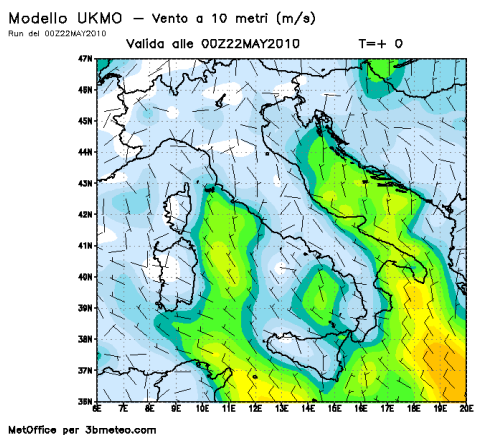 Modello UKMO – Vento a 10 metri (m/s)
Run del 00Z22MAY2010
Valida alle 00Z22MAY2010 T=+ 0
47N
46N
45N
44N
43N
42N
41N
40N
39N
38N
37N
36N
35N
6E 7E 8E 9E 10E 11E 12E 13E 14E 15E 16E 17E 18E 19E 20E
MetOffice per 3bmeteo.com